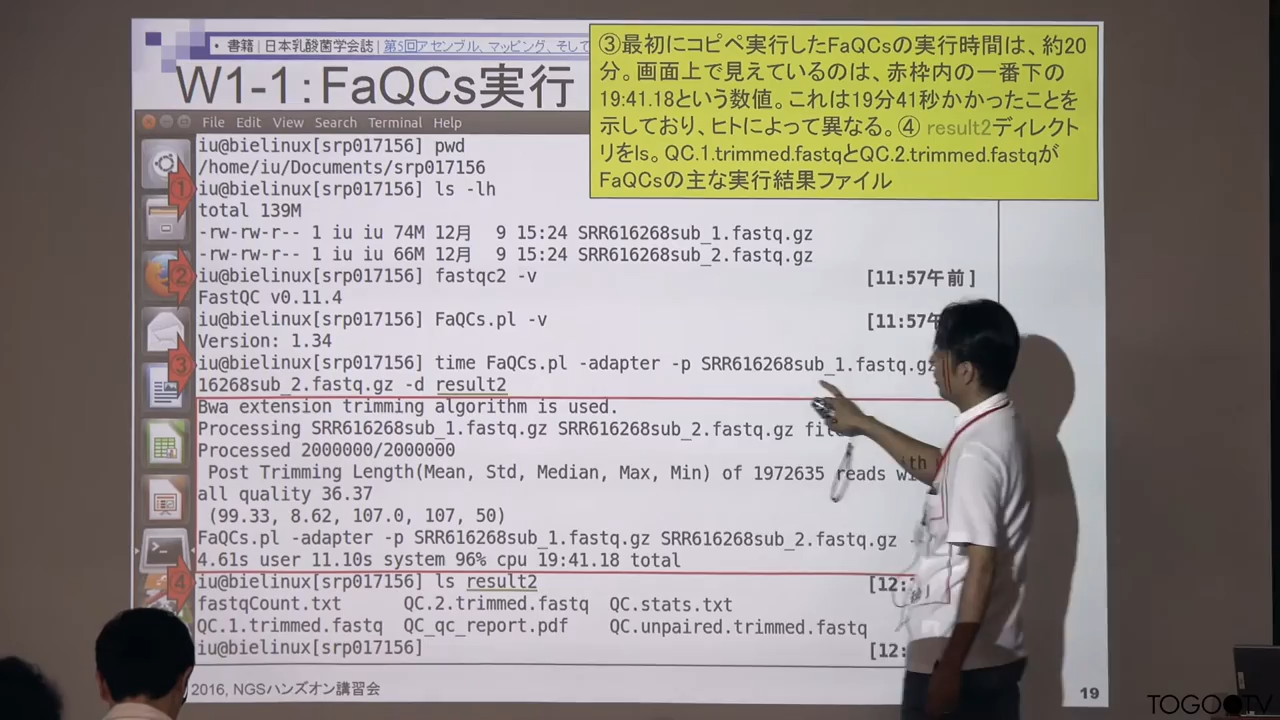 • 書籍 | 日本乳酸菌学会誌 | 第5回アセンブル、マッピング、そして
W1-1：FaQCs実行
③最初にコピペ実行したFaQCsの実行時間は、約20
分。画面上で見えているのは、赤枠内の一番下の
19:41.18という数値。これは19分41秒かかったことを
示しており、ヒトによって異なる。④ result2ディレクト
リをls。QC.1.trimmed.fastqとQC.2.trimmed.fastqが
FaQCsの主な実行結果ファイル
File Edit View Search Terminal Help
iu@bielinux[srp017156] pwd
/home/iu/Documents/srp017156
① iu@bielinux[srp017156] ls -lh
total 139M
-rw-rw-r-- 1 iu iu 74M 12月 9 15:24 SRR616268sub_1.fastq.gz
-rw-rw-r-- 1 iu iu 66M 12月 9 15:24 SRR616268sub_2.fastq.gz
② iu@bielinux[srp017156] fastqc2 -v [11:57午前]
FastQC v0.11.4
iu@bielinux[srp017156] FaQCs.pl -v [11:57午
Version: 1.34
③ iu@bielinux[srp017156] time FaQCs.pl -adapter -p SRR616268sub_1.fastq.gz
16268sub_2.fastq.gz -d result2
Bwa extension trimming algorithm is used.
Processing SRR616268sub_1.fastq.gz SRR616268sub_2.fastq.gz
Processed 2000000/2000000
Post Trimming Length(Mean, Std, Median, Max, Min) of 1972635 reads with
all quality 36.37
(99.33, 8.62, 107.0, 107, 50)
FaQCs.pl -adapter -p SRR616268sub_1.fastq.gz SRR616268sub_2.fastq.gz -
4.61s user 11.10s system 96% cpu 19:41.18 total
④ iu@bielinux[srp017156] ls result2 [12:
fastqCount.txt QC.2.trimmed.fastq QC.stats.txt
QC.1.trimmed.fastq QC_qc_report.pdf QC.unpaired.trimmed.fastq
iu@bielinux[srp017156] [12:
2016, NGSハンズオン講習会
19
TOGOTV